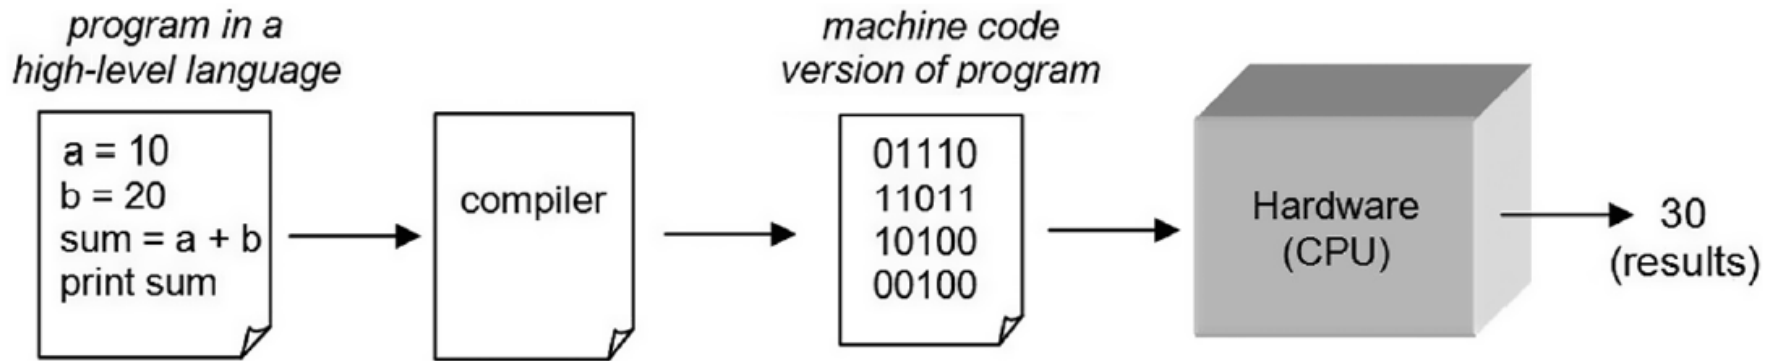 program in a
high-level language
a = 10
b = 20
sum = a + b
print sum
compiler
machine code
version of program
01110
11011
10100
00100
Hardware
(CPU)
30
(results)